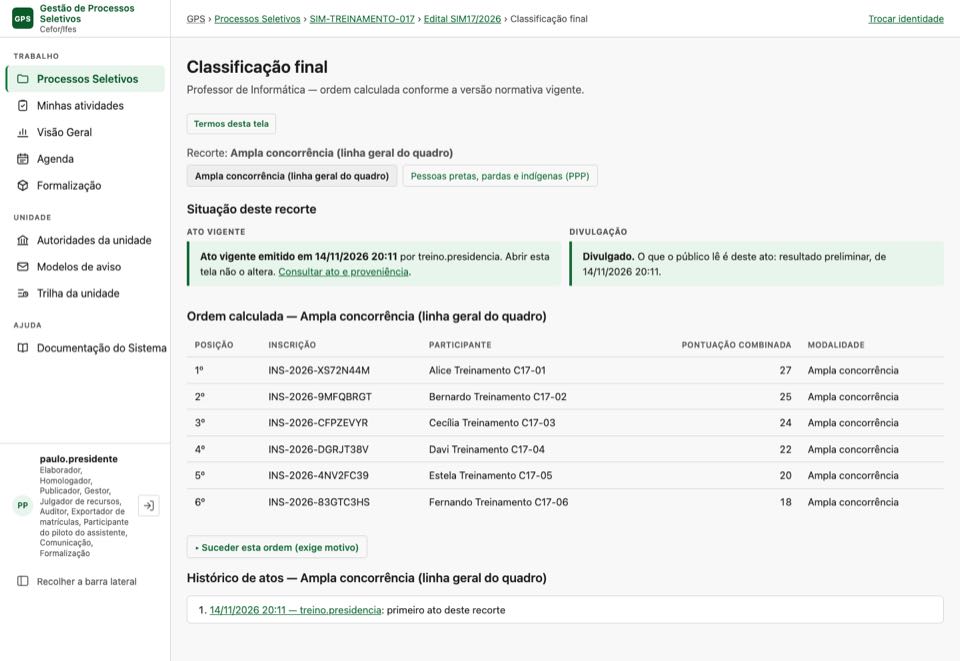 GPS
Gestão de Processos
Seletivos
Cefor/Ifes
TRABALHO
Processos Seletivos
Minhas atividades
Visão Geral
Agenda
Formalização
UNIDADE
Autoridades da unidade
Modelos de aviso
Trilha da unidade
AJUDA
Documentação do Sistema
PP
paulo.presidente
Elaborador,
Homologador,
Publicador, Gestor,
Julgador de recursos,
Auditor, Exportador de
matrículas, Participante
do piloto do assistente,
Comunicação,
Formalização
Recolher a barra lateral
GPS › Processos Seletivos › SIM-TREINAMENTO-017 › Edital SIM17/2026 › Classificação final
Trocar identidade
Classificação final
Professor de Informática — ordem calculada conforme a versão normativa vigente.
Termos desta tela
Recorte: Ampla concorrência (linha geral do quadro)
Ampla concorrência (linha geral do quadro) Pessoas pretas, pardas e indígenas (PPP)
Situação deste recorte
ATO VIGENTE
Ato vigente emitido em 14/11/2026 20:11 por treino.presidencia. Abrir esta
tela não o altera. Consultar ato e proveniência.
DIVULGAÇÃO
Divulgado. O que o público lê é deste ato: resultado preliminar, de
14/11/2026 20:11.
Ordem calculada — Ampla concorrência (linha geral do quadro)
POSIÇÃO INSCRIÇÃO PARTICIPANTE PONTUAÇÃO COMBINADA MODALIDADE
1º INS-2026-XS72N44M Alice Treinamento C17-01 27 Ampla concorrência
2º INS-2026-9MFQBRGT Bernardo Treinamento C17-02 25 Ampla concorrência
3º INS-2026-CFPZEVYR Cecília Treinamento C17-03 24 Ampla concorrência
4º INS-2026-DGRJT38V Davi Treinamento C17-04 22 Ampla concorrência
5º INS-2026-4NV2FC39 Estela Treinamento C17-05 20 Ampla concorrência
6º INS-2026-83GTC3HS Fernando Treinamento C17-06 18 Ampla concorrência
▸ Suceder esta ordem (exige motivo)
Histórico de atos — Ampla concorrência (linha geral do quadro)
1. 14/11/2026 20:11 — treino.presidencia: primeiro ato deste recorte